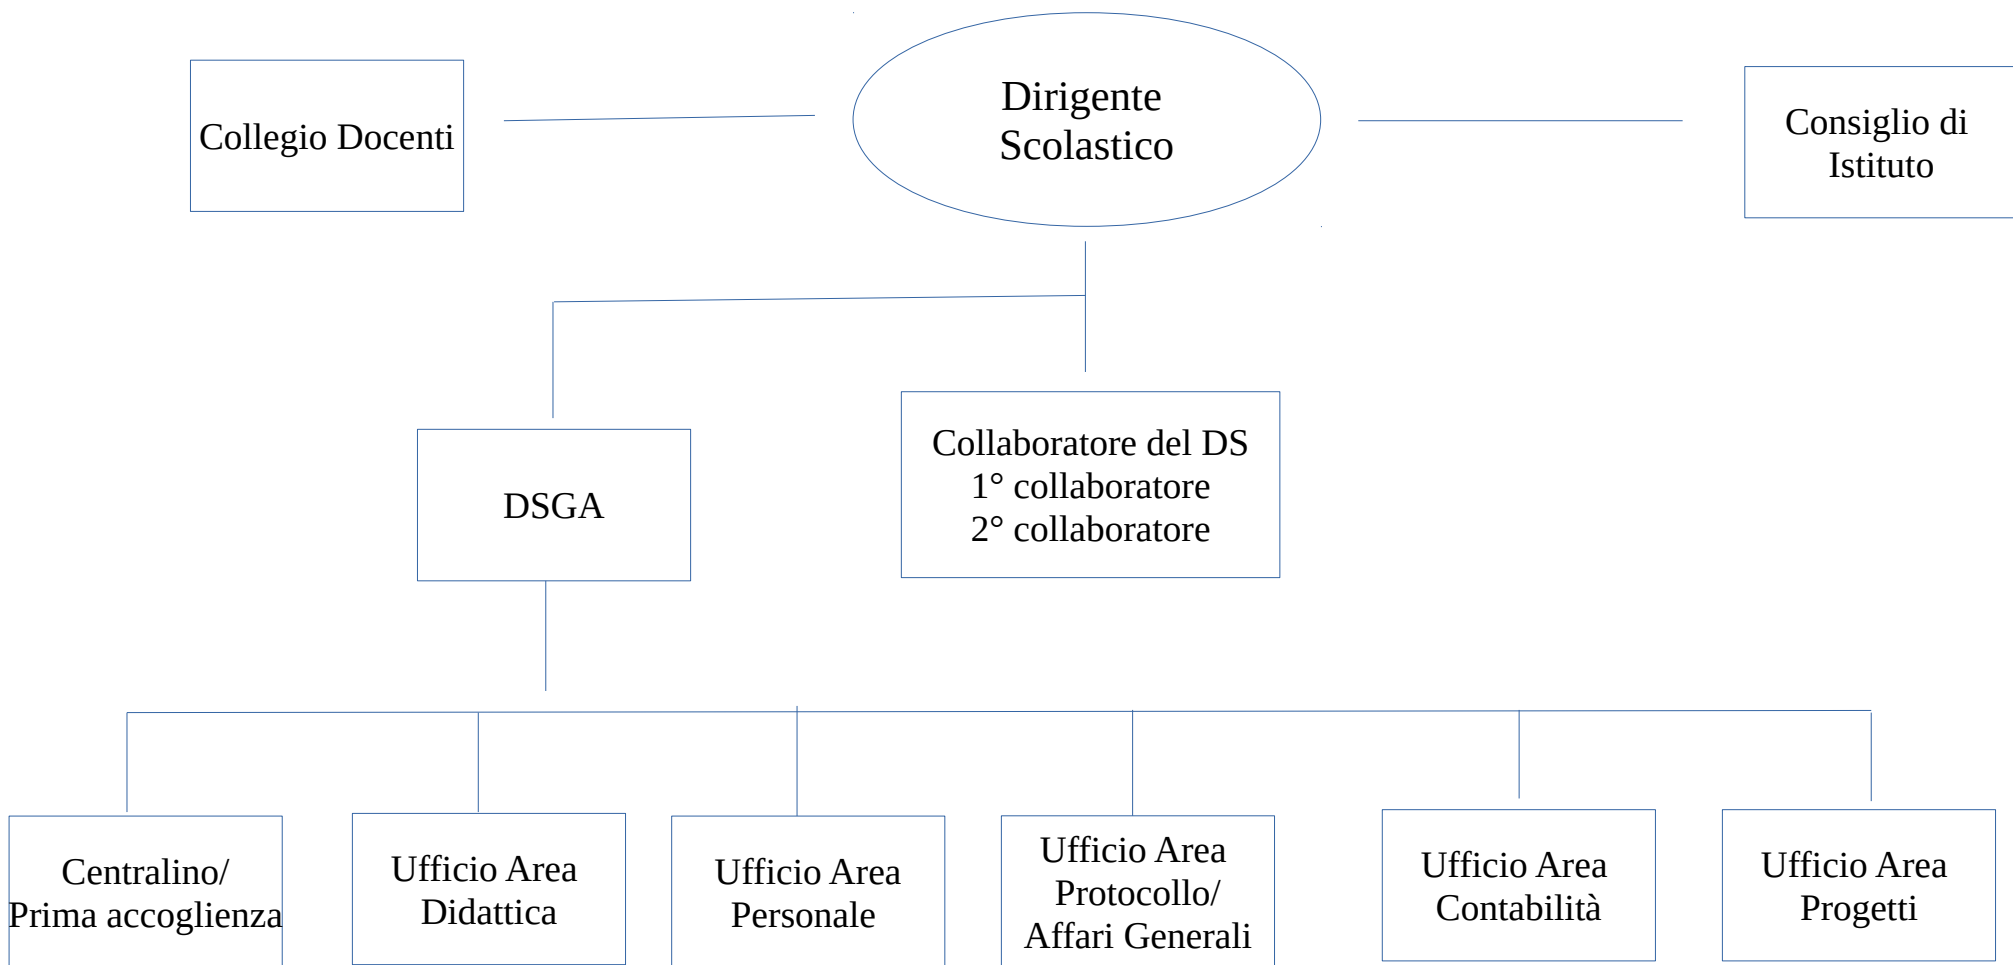 Collegio Docenti
Dirigente
Scolastico
Consiglio di
Istituto
DSGA
Collaboratore del DS
1° collaboratore
2° collaboratore
Centralino/
Prima accoglienza
Ufficio Area
Didattica
Ufficio Area
Personale
Ufficio Area
Protocollo/
Affari Generali
Ufficio Area
Contabilità
Ufficio Area
Progetti